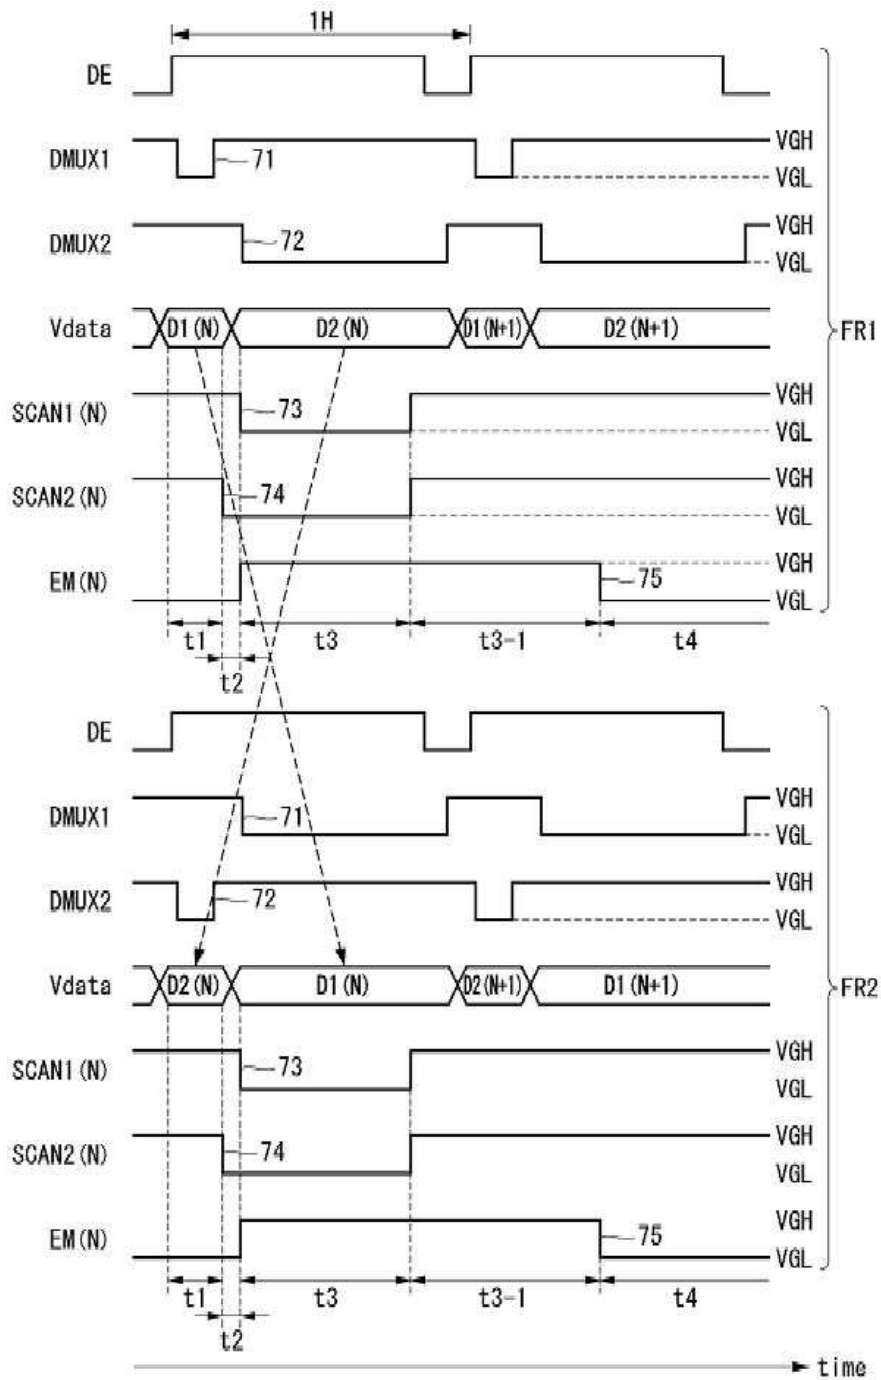 1H
DE
DMUX1 71 VGH
VGL
DMUX2 72 VGH
VGL
Vdata D1(N) D2(N) D1(N+1) D2(N+1) FR1
SCAN1(N) 73 VGH
VGL
SCAN2(N) 74 VGH
VGL
EM(N) 75 VGH
VGL
t1 t3 t3-1 t4
t2
DE
DMUX1 71 VGH
VGL
DMUX2 72 VGH
VGL
Vdata D2(N) D1(N) D2(N+1) D1(N+1) FR2
SCAN1(N) 73 VGH
VGL
SCAN2(N) 74 VGH
VGL
EM(N) 75 VGH
VGL
t1 t3 t3-1 t4
t2
time